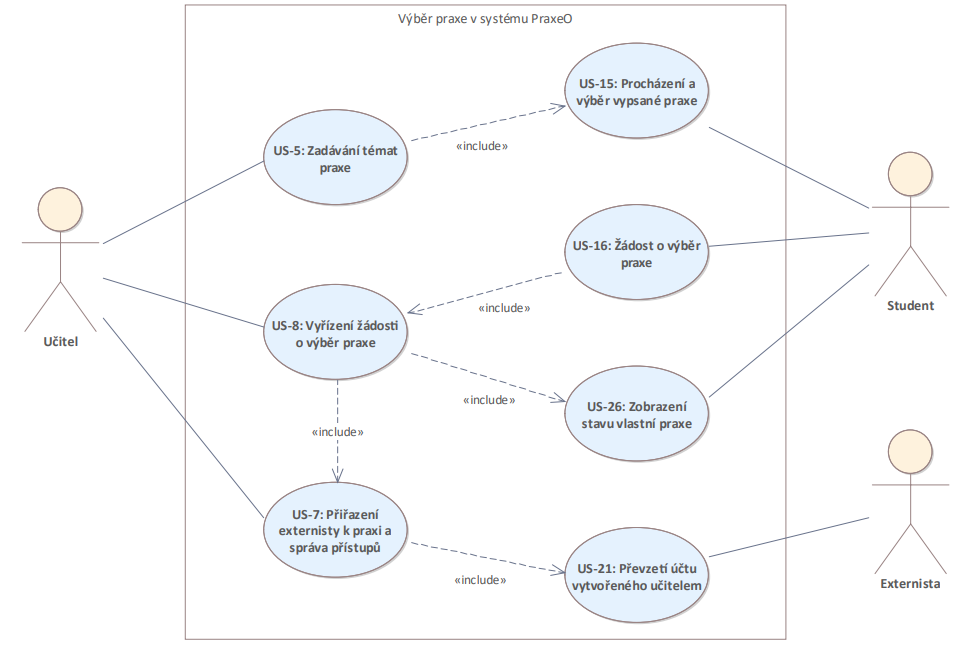 Výběr praxe v systému PraxeO
US-15: Procházení a
výběr vypsané praxe
«include»
US-5: Zadávání témat
praxe
US-16: Žádost o výběr
praxe
Student
«include»
US-8: Vyřízení žádosti
o výběr praxe
Učitel
«include»
US-26: Zobrazení
stavu vlastní praxe
«include»
US-7: Přiřazení
externisty k praxi a
správa přístupů
«include»
US-21: Převzetí účtu
vytvořeného učitelem
Externista